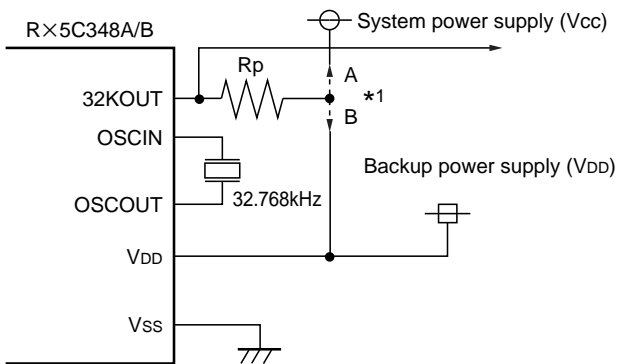 System power supply (Vcc)
R×5C348A/B
Rp
A
*1
32KOUT
B
OSCIN
Backup power supply (VDD)
OSCOUT
32.768kHz
VDD
VSS